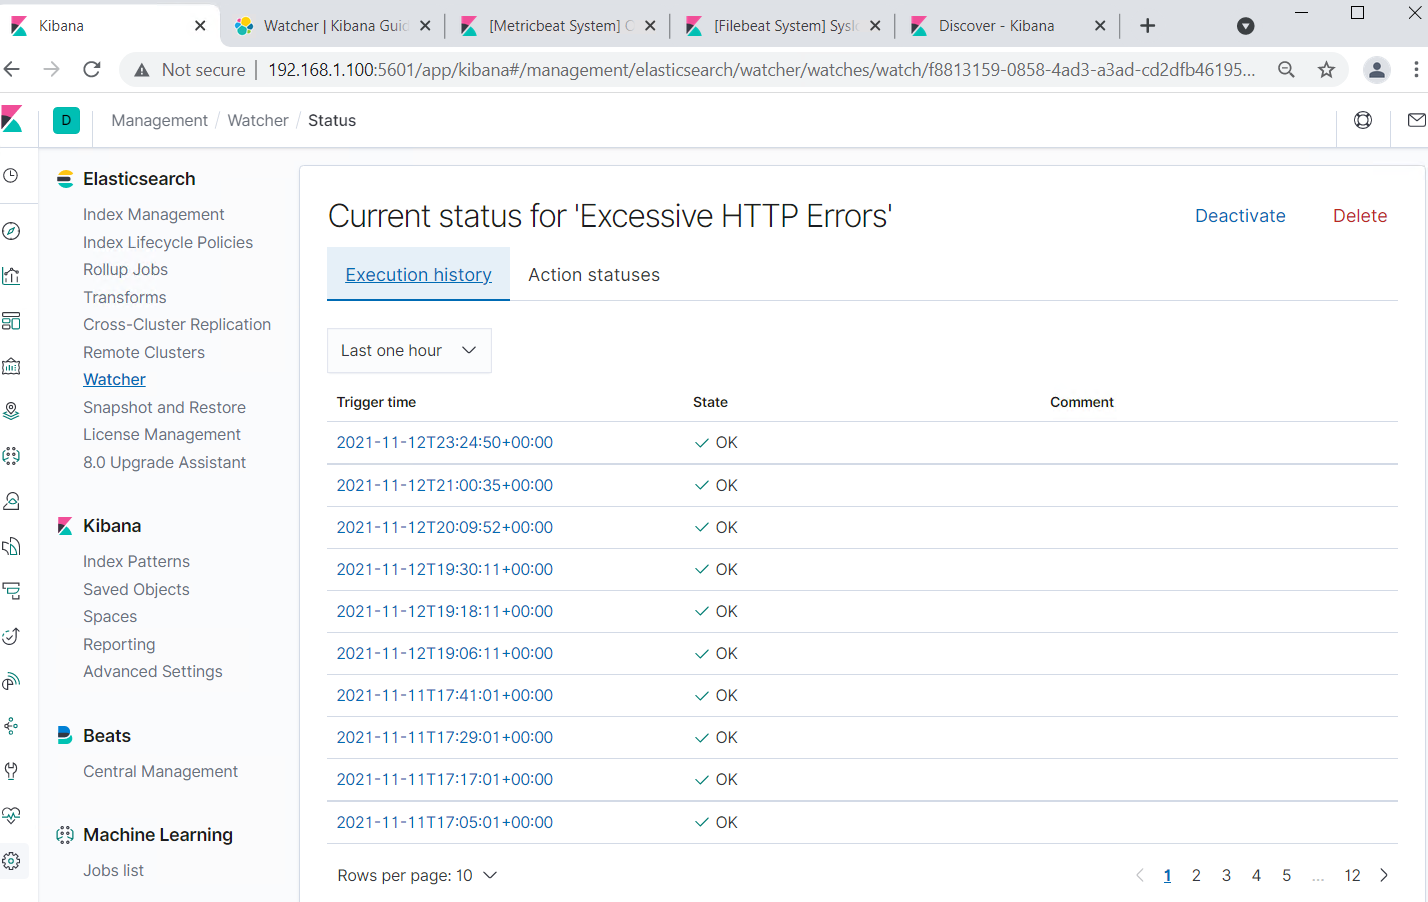 Kibana
Watcher | Kibana Guid
[Metricbeat System] C
[Filebeat System] Sysl
Discover - Kibana
Not secure
192.168.1.100:5601/app/kibana#/management/elasticsearch/watcher/watches/watch/f8813159-0858-4ad3-a3ad-cd2dfb46195...
D
Management / Watcher / Status
Elasticsearch
Index Management
Index Lifecycle Policies
Rollup Jobs
Transforms
Cross-Cluster Replication
Remote Clusters
Watcher
Snapshot and Restore
License Management
8.0 Upgrade Assistant
Kibana
Index Patterns
Saved Objects
Spaces
Reporting
Advanced Settings
Beats
Central Management
Machine Learning
Jobs list
Current status for 'Excessive HTTP Errors'
Deactivate
Delete
Execution history
Action statuses
Last one hour
Trigger time State Comment
2021-11-12T23:24:50+00:00 OK
2021-11-12T21:00:35+00:00 OK
2021-11-12T20:09:52+00:00 OK
2021-11-12T19:30:11+00:00 OK
2021-11-12T19:18:11+00:00 OK
2021-11-12T19:06:11+00:00 OK
2021-11-11T17:41:01+00:00 OK
2021-11-11T17:29:01+00:00 OK
2021-11-11T17:17:01+00:00 OK
2021-11-11T17:05:01+00:00 OK
Rows per page: 10
1 2 3 4 5 ... 12